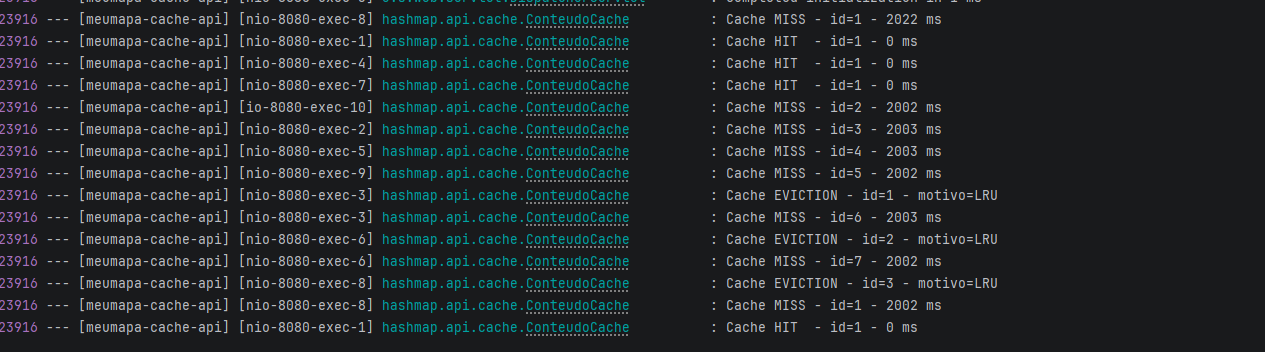 23916 --- [meumapa-cache-api] [nio-8080-exec-8] hashmap.api.cache.ConteudoCache : Cache MISS - id=1 - 2022 ms
23916 --- [meumapa-cache-api] [nio-8080-exec-1] hashmap.api.cache.ConteudoCache : Cache HIT  - id=1 - 0 ms
23916 --- [meumapa-cache-api] [nio-8080-exec-4] hashmap.api.cache.ConteudoCache : Cache HIT  - id=1 - 0 ms
23916 --- [meumapa-cache-api] [nio-8080-exec-7] hashmap.api.cache.ConteudoCache : Cache HIT  - id=1 - 0 ms
23916 --- [meumapa-cache-api] [io-8080-exec-10] hashmap.api.cache.ConteudoCache : Cache MISS - id=2 - 2002 ms
23916 --- [meumapa-cache-api] [nio-8080-exec-2] hashmap.api.cache.ConteudoCache : Cache MISS - id=3 - 2003 ms
23916 --- [meumapa-cache-api] [nio-8080-exec-5] hashmap.api.cache.ConteudoCache : Cache MISS - id=4 - 2003 ms
23916 --- [meumapa-cache-api] [nio-8080-exec-9] hashmap.api.cache.ConteudoCache : Cache MISS - id=5 - 2002 ms
23916 --- [meumapa-cache-api] [nio-8080-exec-3] hashmap.api.cache.ConteudoCache : Cache EVICTION - id=1 - motivo=LRU
23916 --- [meumapa-cache-api] [nio-8080-exec-3] hashmap.api.cache.ConteudoCache : Cache MISS - id=6 - 2003 ms
23916 --- [meumapa-cache-api] [nio-8080-exec-6] hashmap.api.cache.ConteudoCache : Cache EVICTION - id=2 - motivo=LRU
23916 --- [meumapa-cache-api] [nio-8080-exec-6] hashmap.api.cache.ConteudoCache : Cache MISS - id=7 - 2002 ms
23916 --- [meumapa-cache-api] [nio-8080-exec-8] hashmap.api.cache.ConteudoCache : Cache EVICTION - id=3 - motivo=LRU
23916 --- [meumapa-cache-api] [nio-8080-exec-8] hashmap.api.cache.ConteudoCache : Cache MISS - id=1 - 2002 ms
23916 --- [meumapa-cache-api] [nio-8080-exec-1] hashmap.api.cache.ConteudoCache : Cache HIT  - id=1 - 0 ms